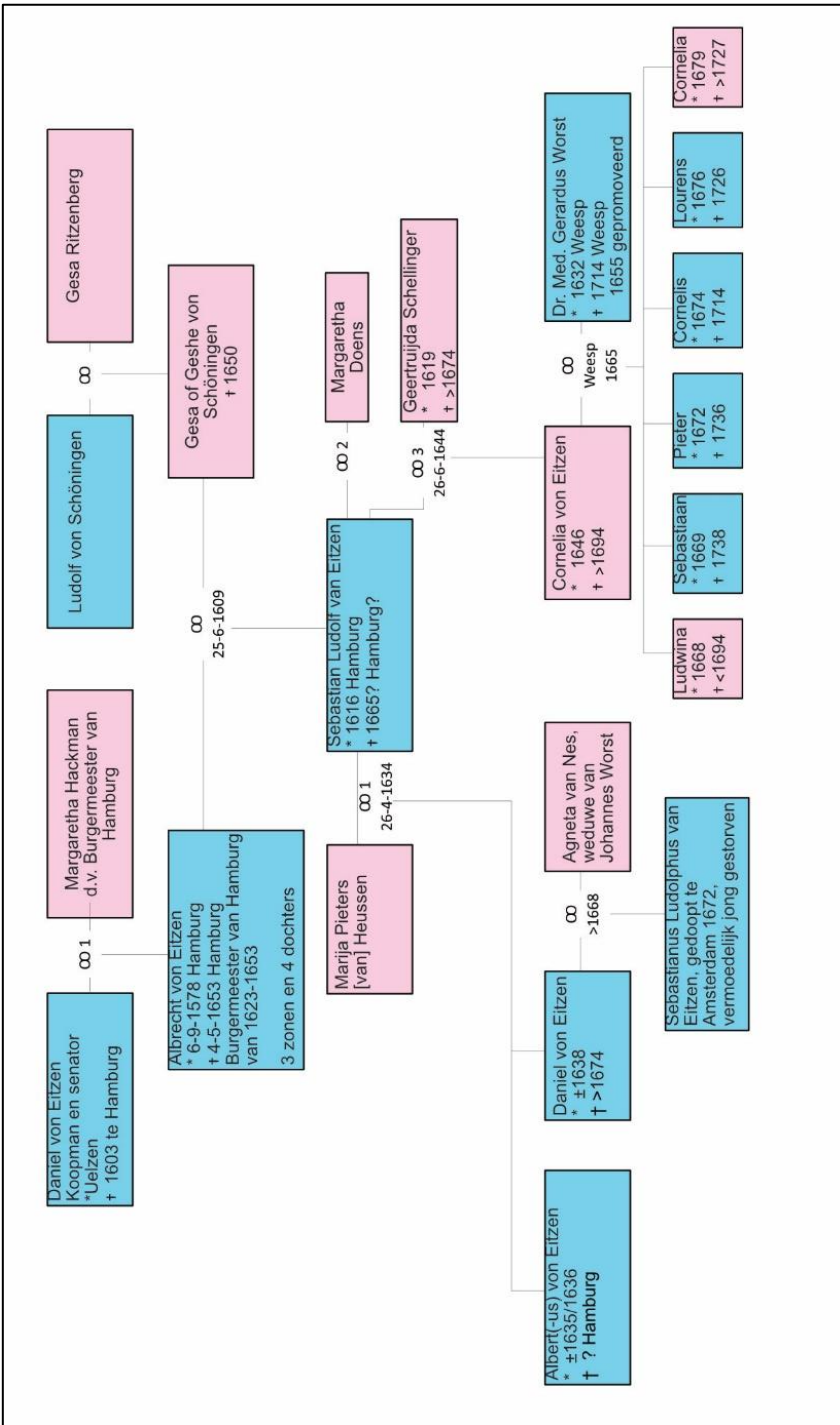 Daniel von Eitzen
Koopman en senator
*Uelzen
† 1603 te Hamburg
∞ 1
Margaretha Hackman
d.v. Burgermeester van
Hamburg
Ludolf von Schöningen
∞
Gesa Ritzenberg
Albrecht von Eitzen
* 6-9-1578 Hamburg
† 4-5-1653 Hamburg
Burgermeester van Hamburg
van 1623-1653
3 zonen en 4 dochters
∞
25-6-1609
Gesa of Geshe von
Schöningen
† 1650
Marija Pieters
[van] Heussen
∞ 1
26-4-1634
Sebastian Ludolf van Eitzen
* 1616 Hamburg
† 1665? Hamburg?
∞ 2
Margaretha
Doens
∞ 3
26-6-1644
Geertruijda Schellinger
* 1619
† >1674
Albert(-us) von Eitzen
* ±1635/1636
† ? Hamburg
Daniel von Eitzen
* ±1638
† >1674
∞
>1668
Agneta van Nes,
weduwe van
Johannes Worst
Cornelia von Eitzen
* 1646
† >1694
∞
Weesp
1665
Dr. Med. Gerardus Worst
* 1632 Weesp
† 1714 Weesp
1655 gepromoveerd
Sebastianus Ludolphus van
Eitzen, gedoopt te
Amsterdam 1672,
vermoedelijk jong gestorven
Ludwina
* 1668
† <1694
Sebastiaan
* 1669
† 1738
Pieter
* 1672
† 1736
Cornelis
* 1674
† 1714
Lourens
* 1676
† 1726
Cornelia
* 1679
† >1727